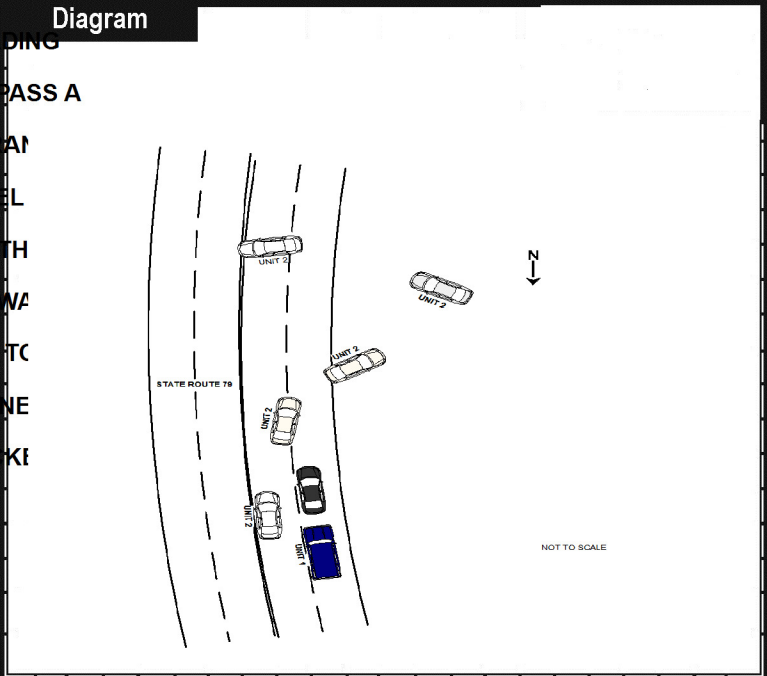 Diagram
DING
PASS A
AN
EL
TH
WA
TO
NE
KE
UNIT 2
N
UNIT 2
UNIT 2
STATE ROUTE 79
UNIT 2
UNIT 2
UNIT 1
NOT TO SCALE